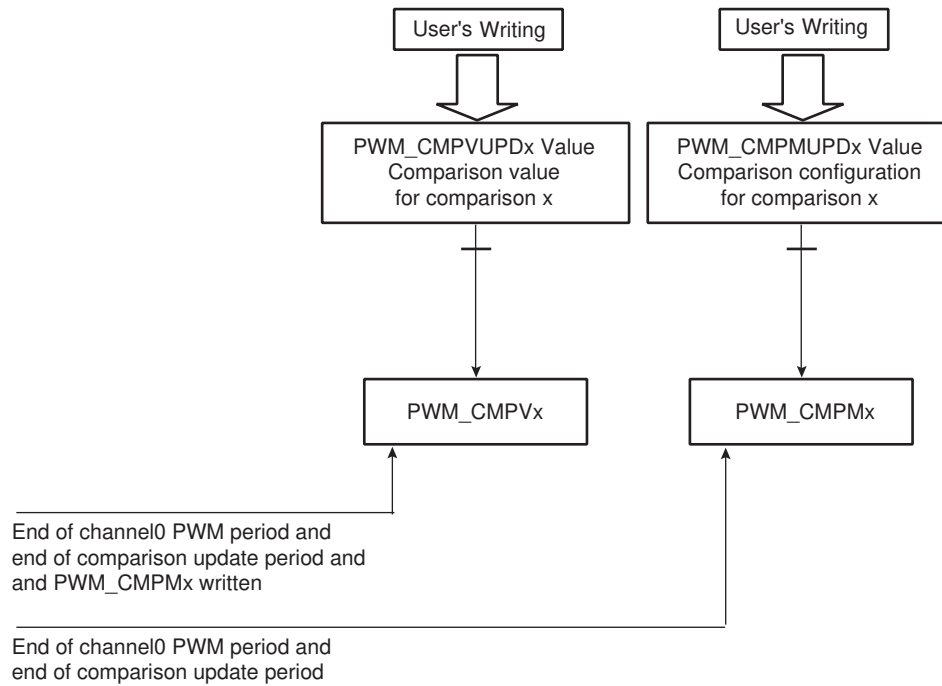 User's Writing
User's Writing
PWM_CMPVUPDx Value
Comparison value
for comparison x
PWM_CMPMUPDx Value
Comparison configuration
for comparison x
PWM_CMPVx
PWM_CMPMx
End of channel0 PWM period and
end of comparison update period and
and PWM_CMPMx written
End of channel0 PWM period and
end of comparison update period